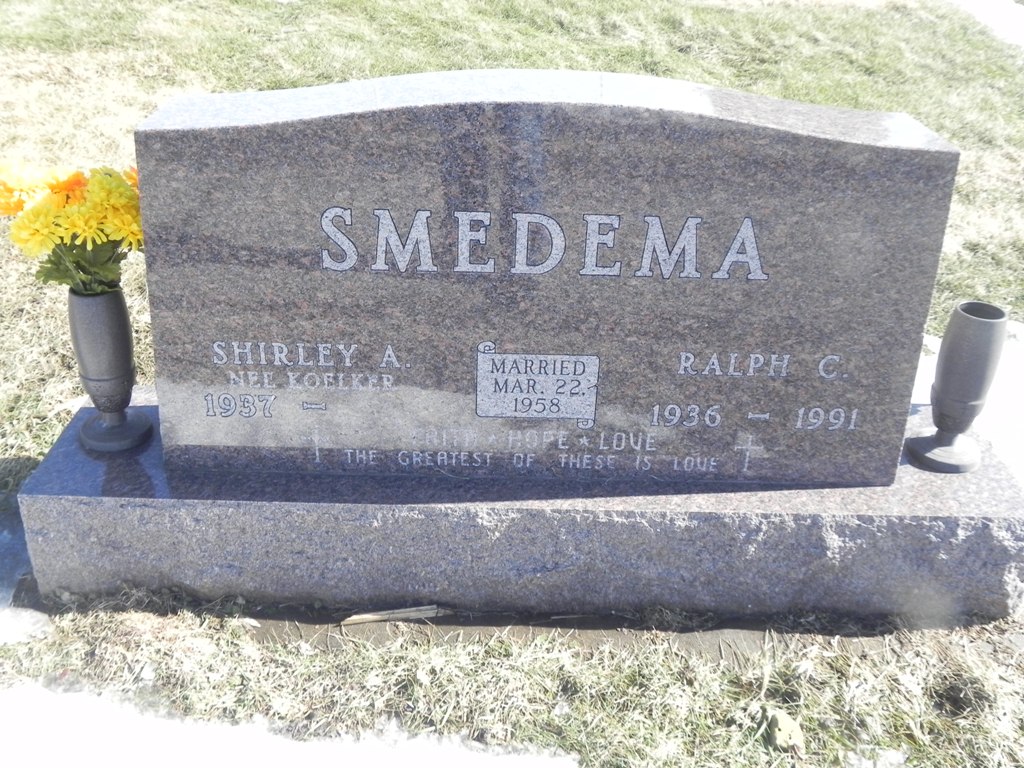 SMEDEMA
SHIRLEY A.
NEE KOELKER
1937 –
MARRIED
MAR. 22,
1958
RALPH C.
1936 – 1991
FAITH ★ HOPE ★ LOVE
THE GREATEST OF THESE IS LOVE